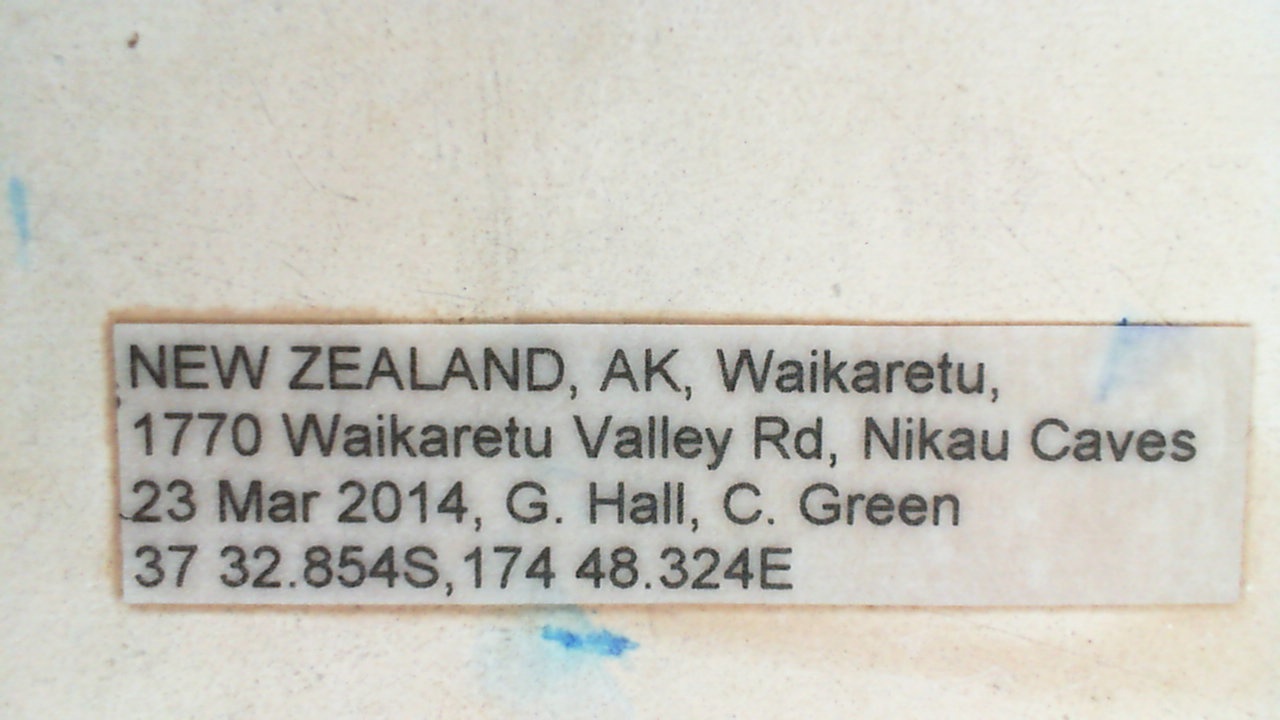 NEW ZEALAND, AK, Waikaretu,
1770 Waikaretu Valley Rd, Nikau Caves
23 Mar 2014, G. Hall, C. Green
37 32.854S,174 48.324E